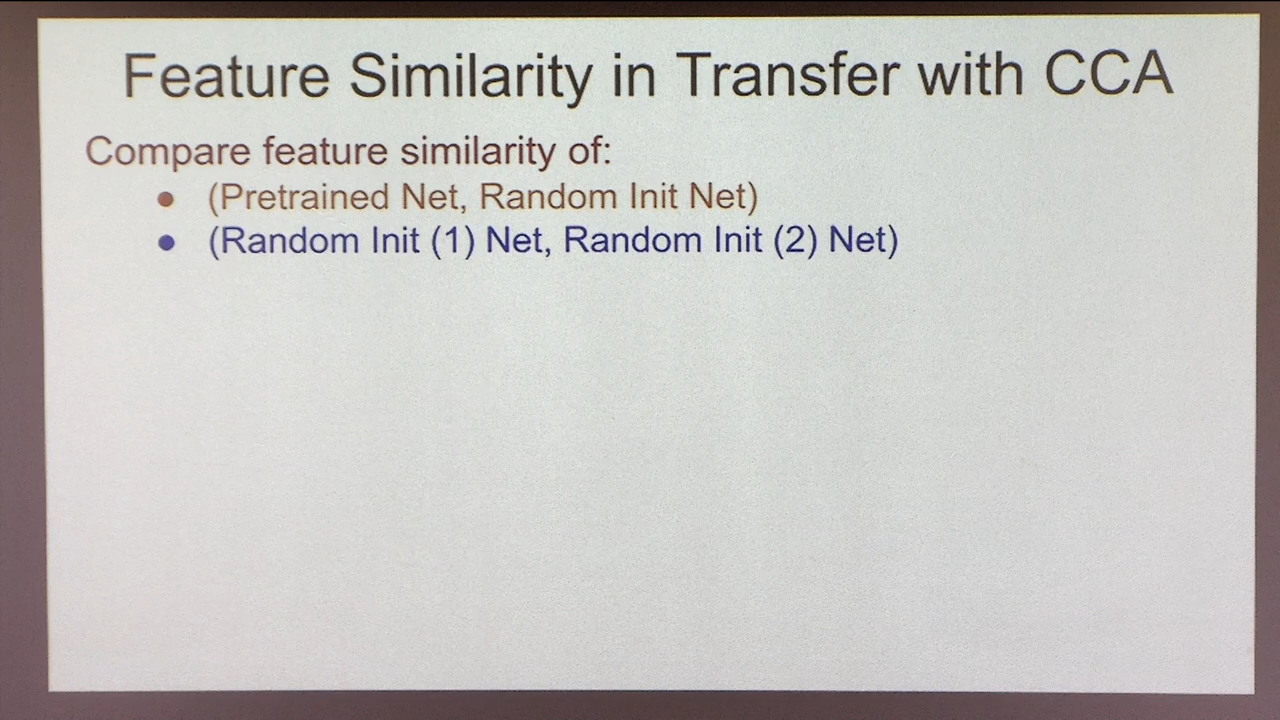 Feature Similarity in Transfer with CCA
Compare feature similarity of:
● (Pretrained Net, Random Init Net)
● (Random Init (1) Net, Random Init (2) Net)